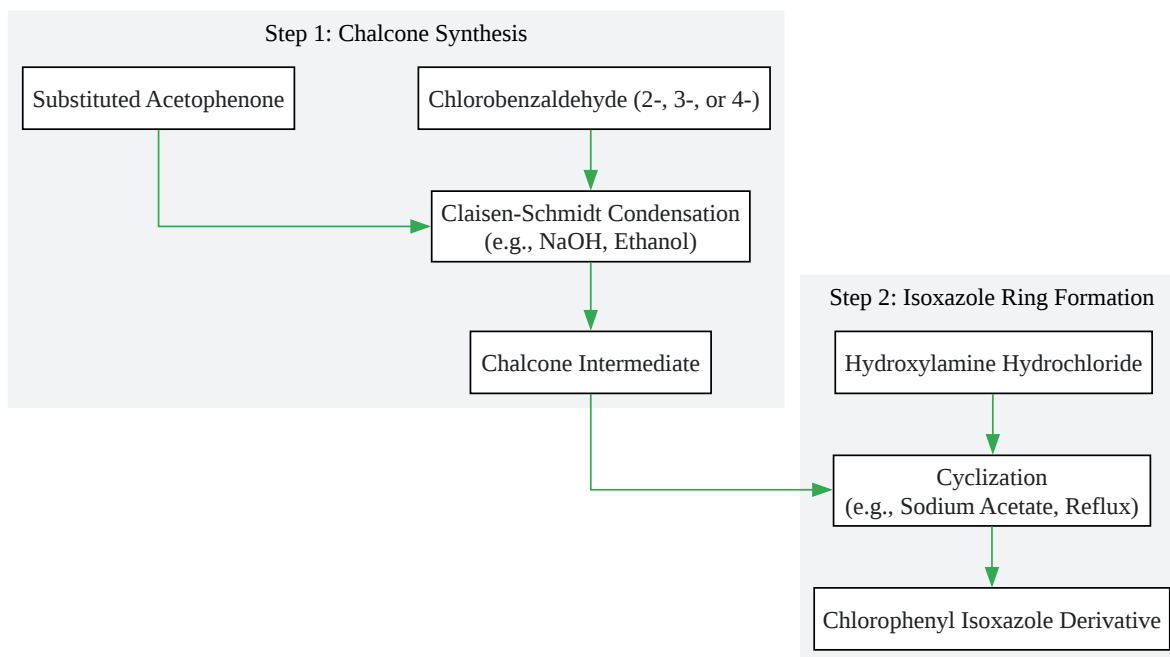 Step 1: Chalcone Synthesis
Substituted Acetophenone
Chlorobenzaldehyde (2-, 3-, or 4-)
Claisen-Schmidt Condensation
(e.g., NaOH, Ethanol)
Chalcone Intermediate
Step 2: Isoxazole Ring Formation
Hydroxylamine Hydrochloride
Cyclization
(e.g., Sodium Acetate, Reflux)
Chlorophenyl Isoxazole Derivative